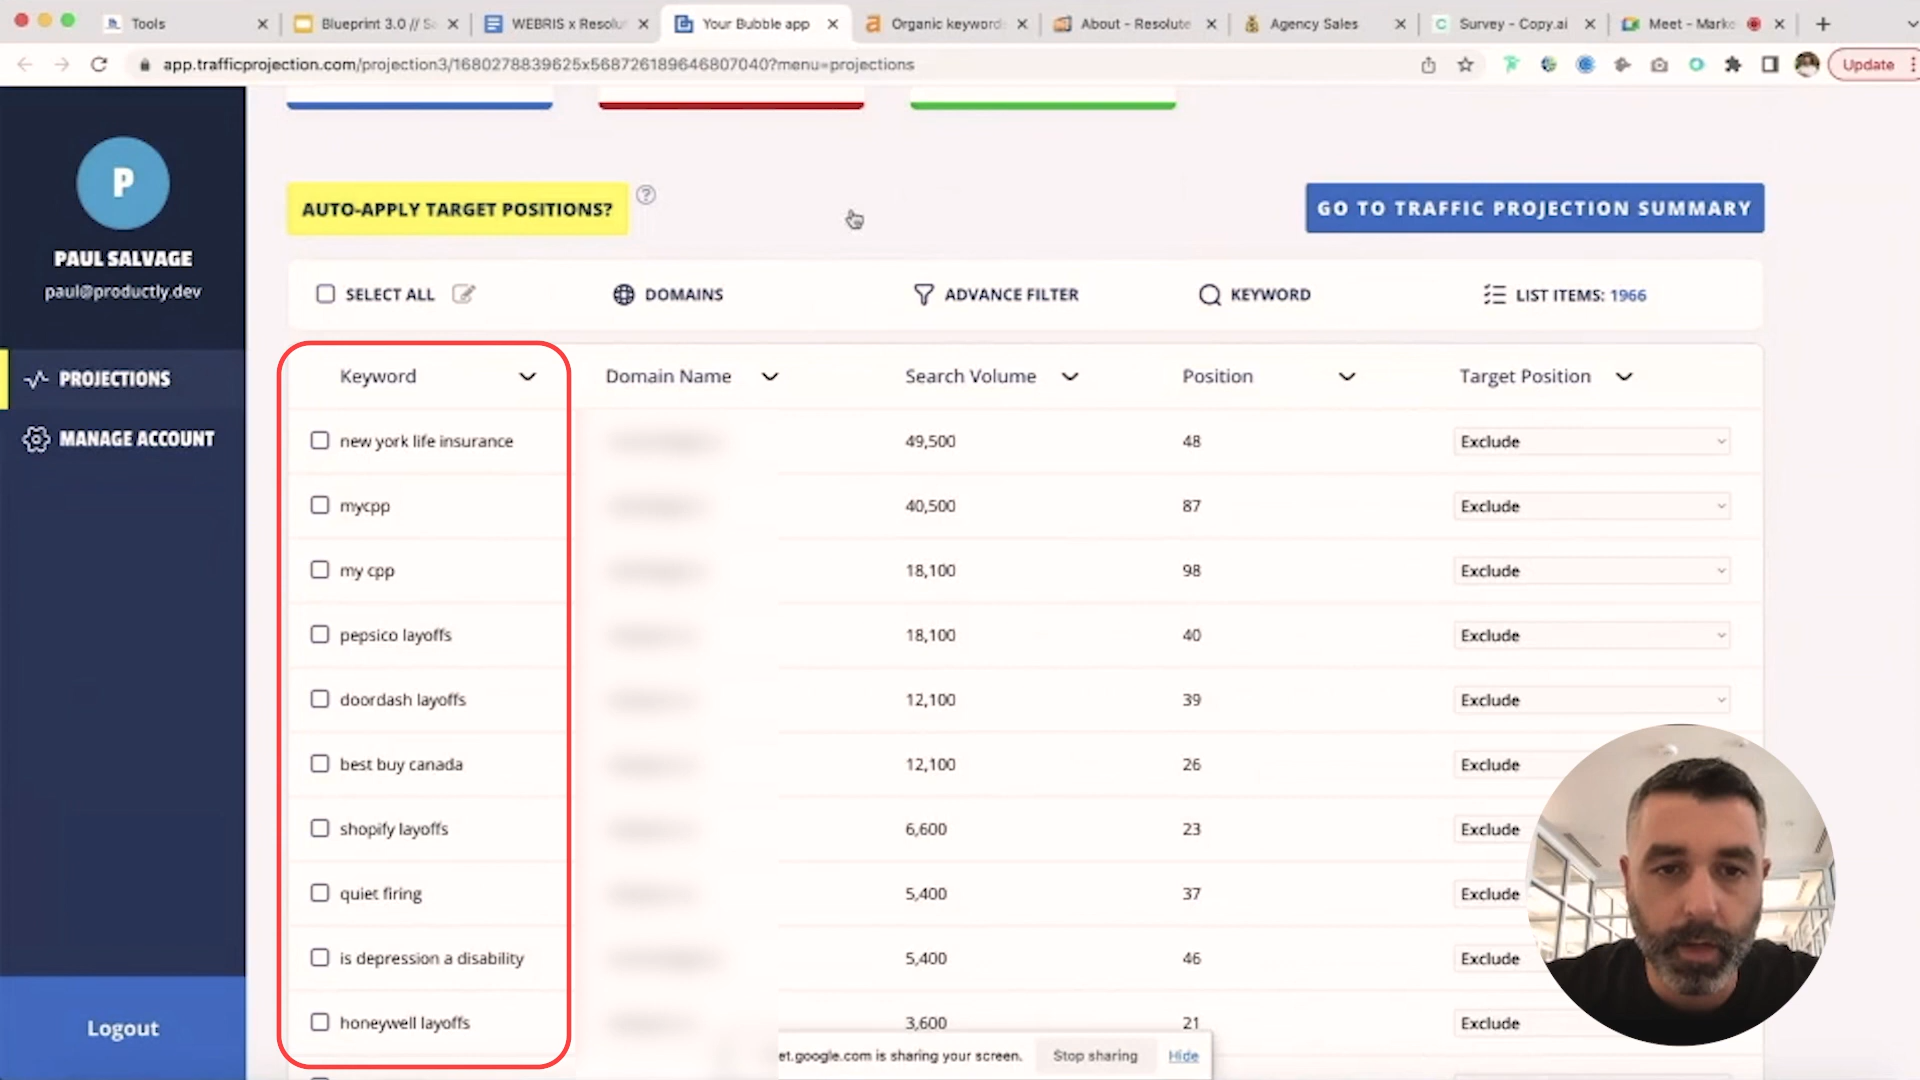 Tools
Blueprint 3.0 // S
WEBRIS x Resolu
Your Bubble app
Organic keyword
About - Resolute
Agency Sales
Survey - Copy.ai
Meet - Marke
app.trafficprojection.com/projection3/1680278839625x568726189646807040?menu=projections
Update
P
PAUL SALVAGE
paul@productly.dev
PROJECTIONS
MANAGE ACCOUNT
Logout
AUTO-APPLY TARGET POSITIONS?
?
GO TO TRAFFIC PROJECTION SUMMARY
SELECT ALL DOMAINS ADVANCE FILTER KEYWORD LIST ITEMS: 1966
Keyword Domain Name Search Volume Position Target Position
new york life insurance 49,500 48 Exclude
mycpp 40,500 87 Exclude
my cpp 18,100 98 Exclude
pepsico layoffs 18,100 40 Exclude
doordash layoffs 12,100 39 Exclude
best buy canada 12,100 26 Exclude
shopify layoffs 6,600 23 Exclude
quiet firing 5,400 37 Exclude
is depression a disability 5,400 46 Exclude
honeywell layoffs 3,600 21 Exclude
et.google.com is sharing your screen. Stop sharing Hide